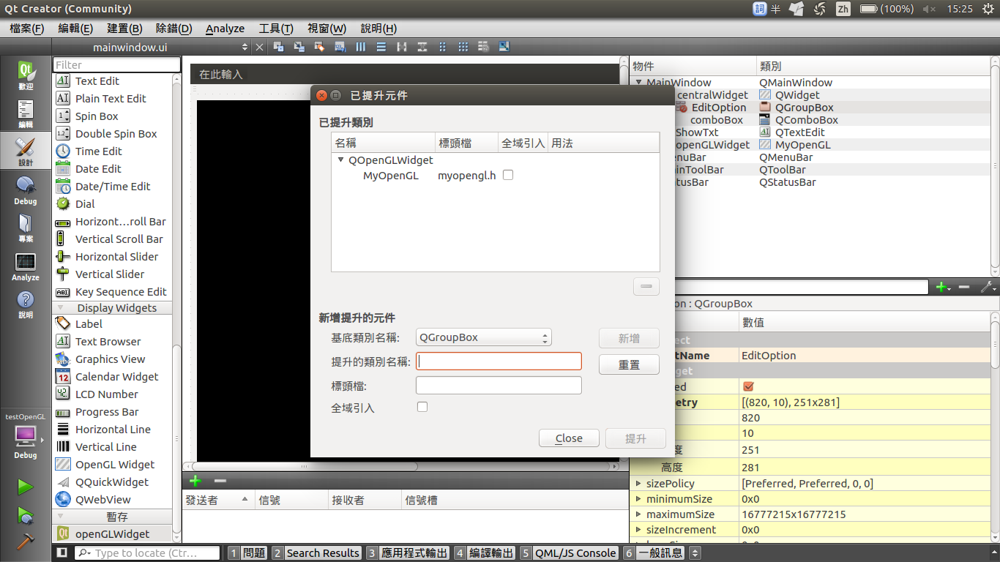 Qt Creator (Community)
詞 半 Zh (100%) 15:25
檔案(F) 編輯(E) 建置(B) 除錯(D) Analyze 工具(T) 視窗(W) 說明(H)
mainwindow.ui
歡迎
編輯
設計
Debug
專案
Analyze
說明
testOpenGL
Debug
Filter
Text Edit
Plain Text Edit
Spin Box
Double Spin Box
Time Edit
Date Edit
Date/Time Edit
Dial
Horizont...roll Bar
Vertical Scroll Bar
Horizontal Slider
Vertical Slider
Key Sequence Edit
Display Widgets
Label
Text Browser
Graphics View
Calendar Widget
LCD Number
Progress Bar
Horizontal Line
Vertical Line
OpenGL Widget
QQuickWidget
QWebView
暫存
openGLWidget
在此輸入
已提升元件
已提升類別
名稱 標頭檔 全域引入 用法
QOpenGLWidget
MyOpenGL myopengl.h
新增提升的元件
基底類別名稱: QGroupBox 新增
提升的類別名稱: 重置
標頭檔:
全域引入
Close 提升
發送者 信號 接收者 信號槽
物件 類別
MainWindow QMainWindow
centralWidget QWidget
EditOption QGroupBox
comboBox QComboBox
ShowTxt QTextEdit
openGLWidget MyOpenGL
enuBar QMenuBar
inToolBar QToolBar
tusBar QStatusBar
on : QGroupBox
數值
ect
tName EditOption
get
ed
etry [(820, 10), 251x281]
820
10
度 251
高度 281
sizePolicy [Preferred, Preferred, 0, 0]
minimumSize 0x0
maximumSize 16777215x16777215
sizeIncrement 0x0
Type to locate (Ctr... 1 問題 2 Search Results 3 應用程式輸出 4 編譯輸出 5 QML/JS Console 6 一般訊息